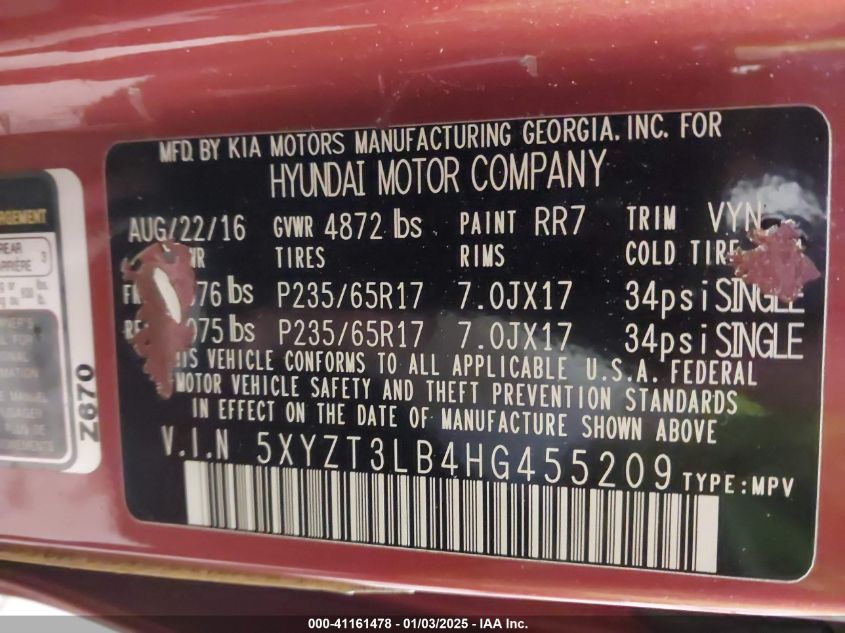 MFD. BY KIA MOTORS MANUFACTURING GEORGIA. INC. FOR
HYUNDAI MOTOR COMPANY
AUG/22/16 GVWR 4872 lbs PAINT RR7 TRIM VYN
TIRES RIMS COLD TIRE
76 lbs P235/65R17 7.0JX17 34psi SINGLE
075 lbs P235/65R17 7.0JX17 34psi SINGLE
VEHICLE CONFORMS TO ALL APPLICABLE U.S.A. FEDERAL
MOTOR VEHICLE SAFETY AND THEFT PREVENTION STANDARDS
IN EFFECT ON THE DATE OF MANUFACTURE SHOWN ABOVE
V.I.N 5XYZT3LB4HG455209 TYPE:MPV
REAR
3
Z670
000-41161478 - 01/03/2025 - IAA Inc.